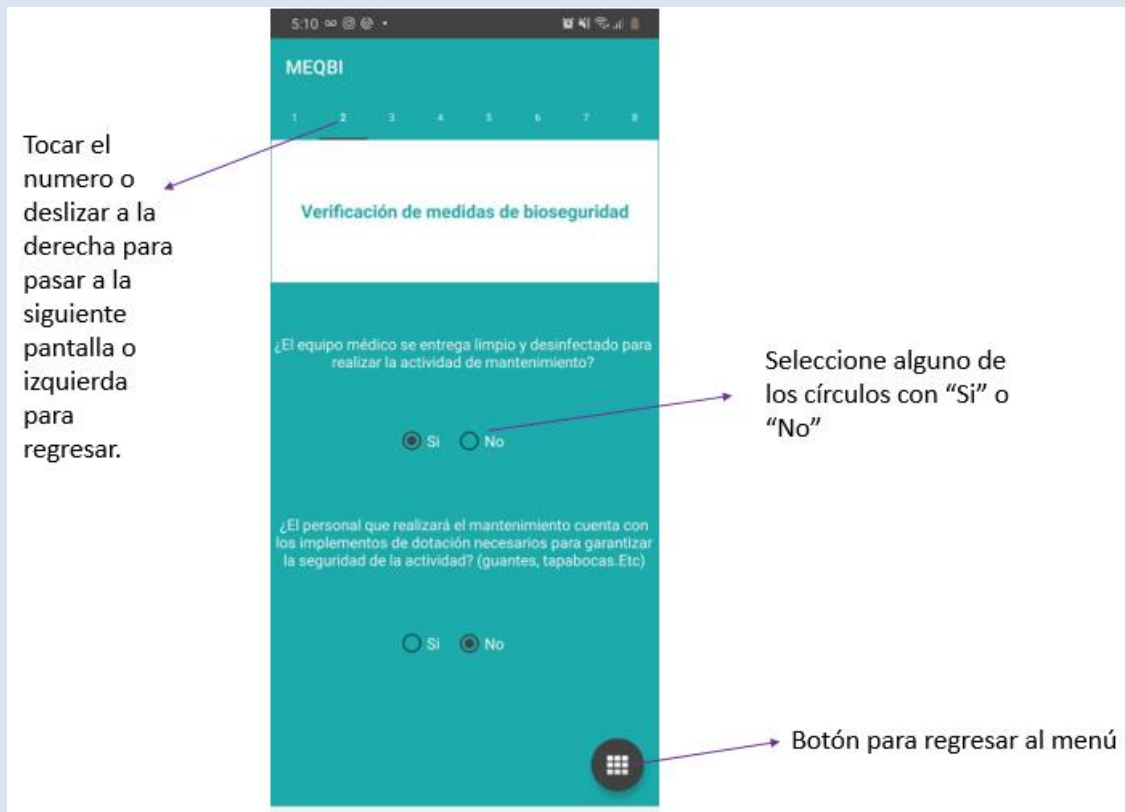 5:10
MEQBI
1 2 3 4 5 6 7 8
Tocar el
numero o
deslizar a la
derecha para
pasar a la
siguiente
pantalla o
izquierda
para
regresar.
Verificación de medidas de bioseguridad
¿El equipo médico se entrega limpio y desinfectado para
realizar la actividad de mantenimiento?
Si No
Seleccione alguno de
los círculos con “Si” o
“No”
¿El personal que realizará el mantenimiento cuenta con
los implementos de dotación necesarios para garantizar
la seguridad de la actividad? (guantes, tapabocas.Etc)
Si No
Botón para regresar al menú